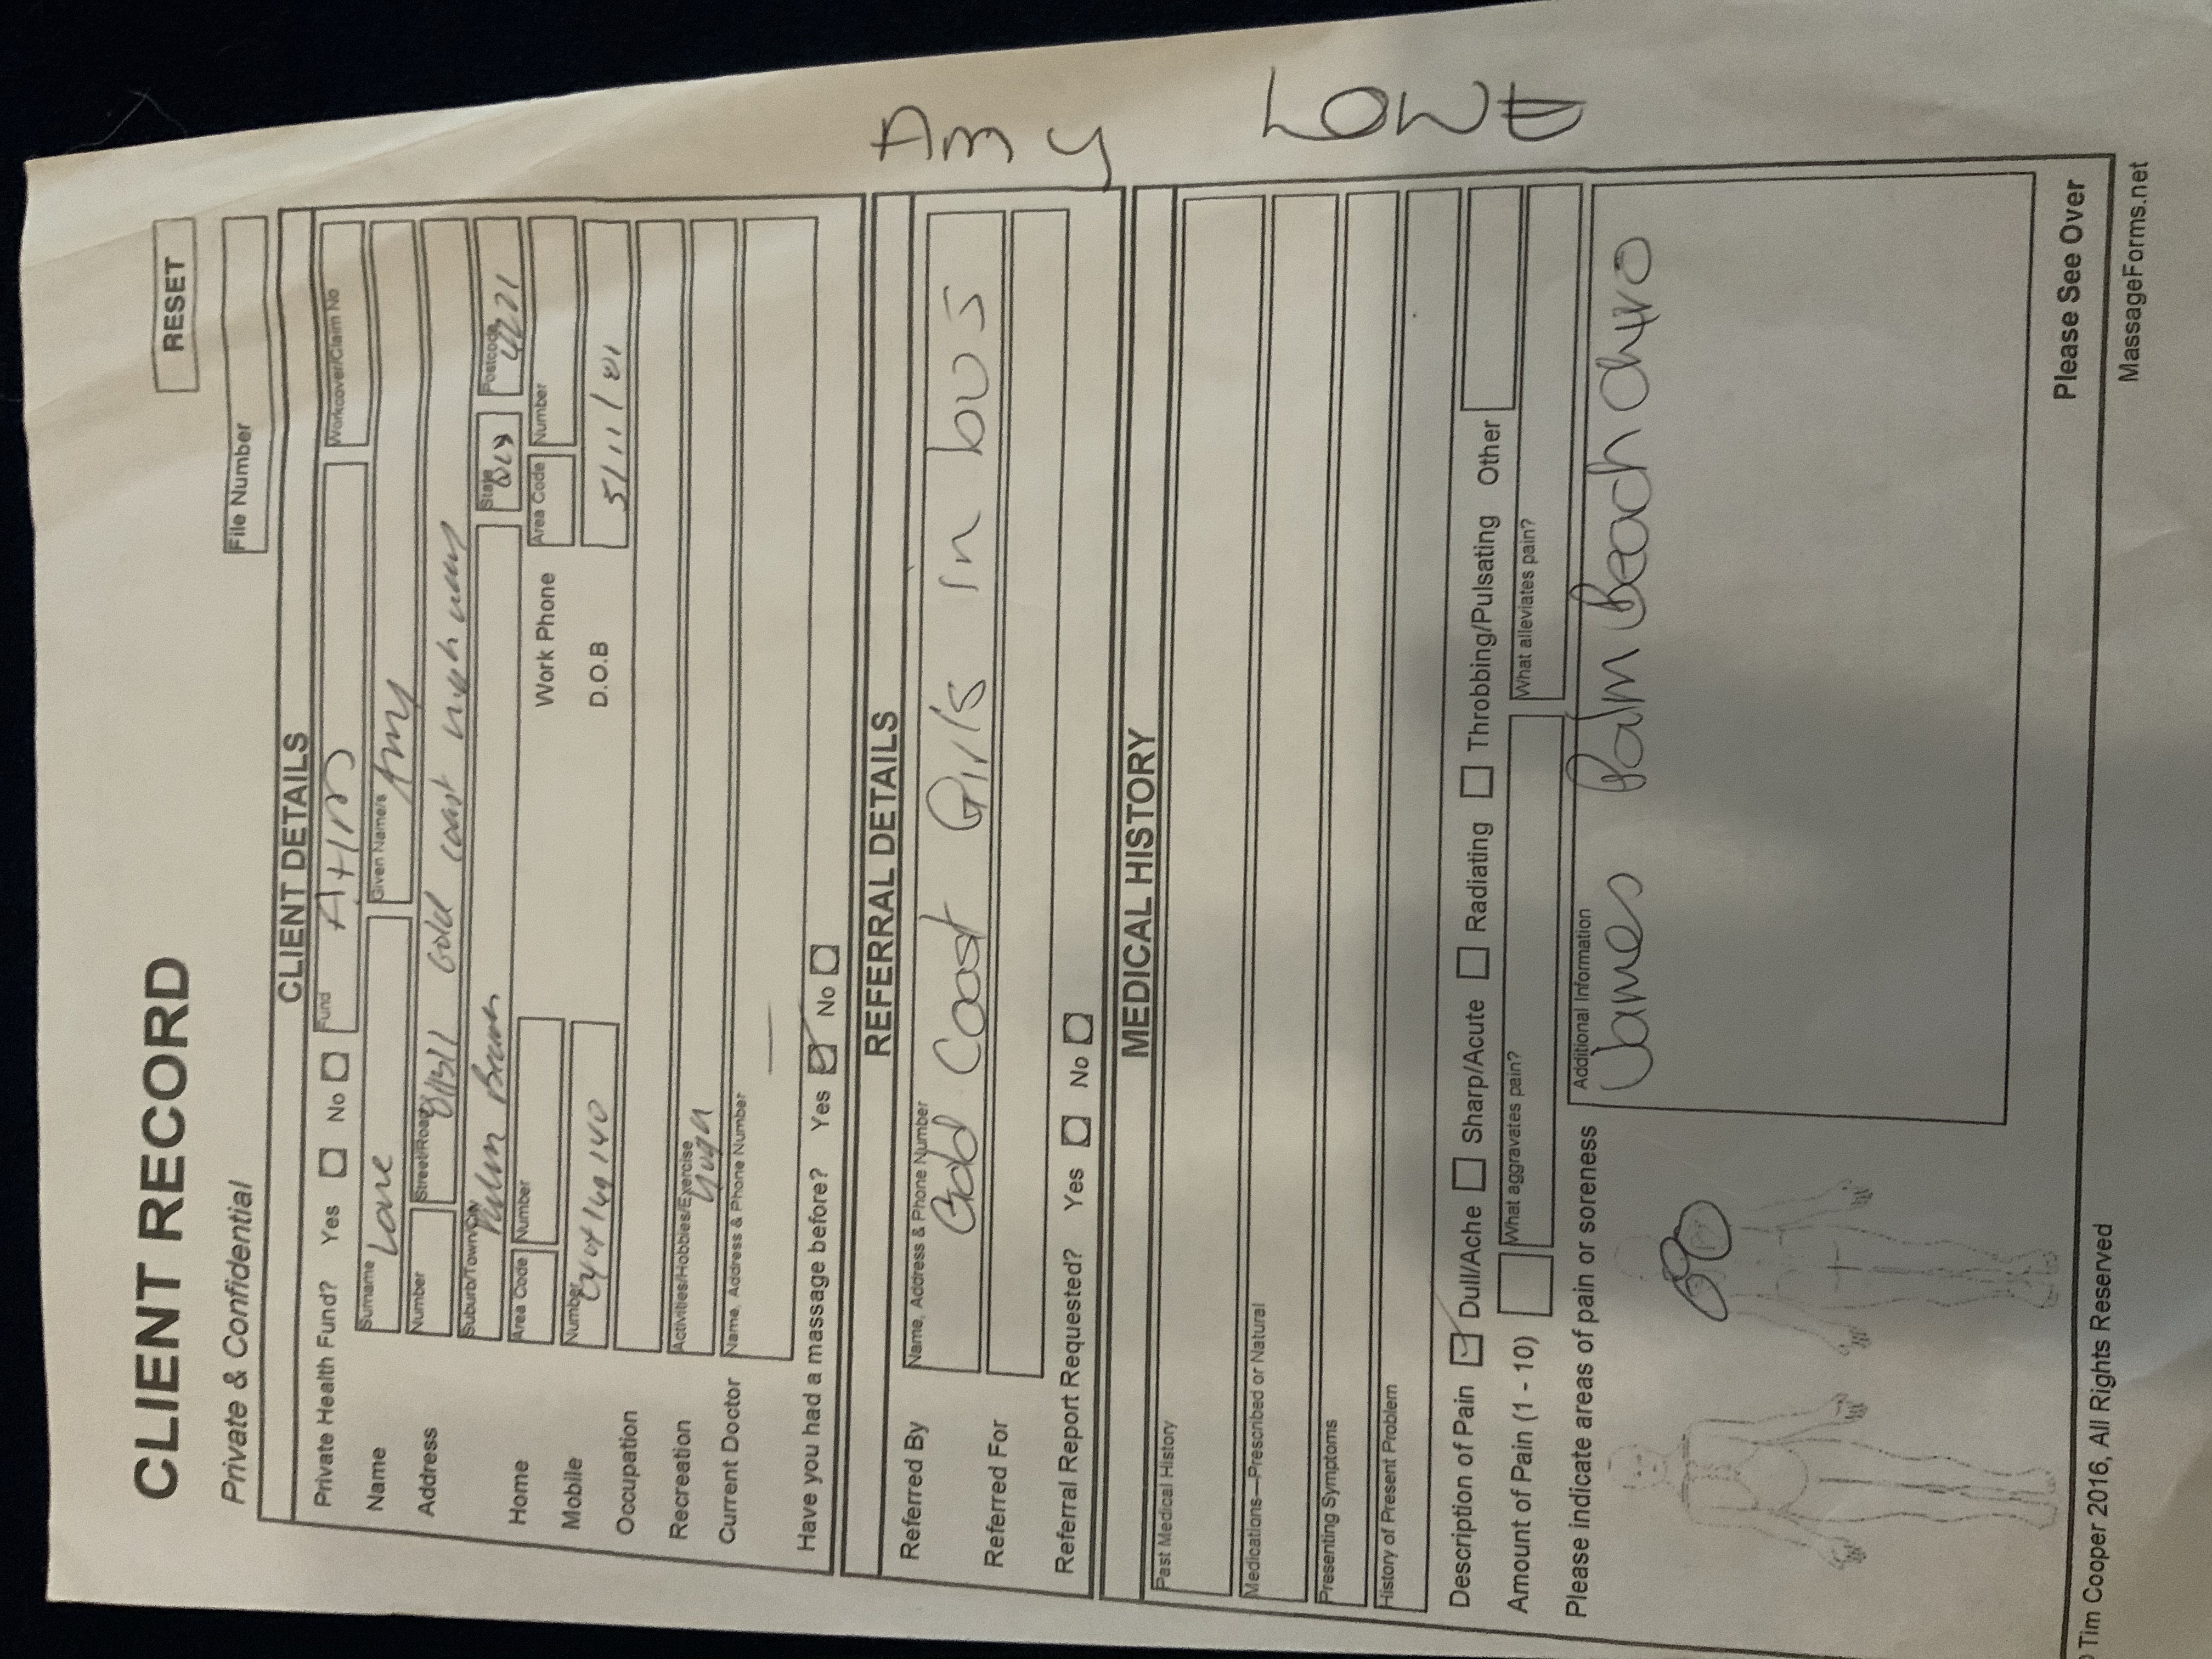 RESET
CLIENT RECORD
Private & Confidential
File Number
CLIENT DETAILS
Private Health Fund? Yes No Fund Workcover/Claim No
Name Surname Lane Given Name/s Amy
Address Number Street/Road Gold coast
Suburb/Town/City Palm Beach State QLD Postcode 4221
Home Area Code Number Work Phone Area Code Number
Mobile Number D.O.B
Occupation
Recreation Activities/Hobbies/Exercise Yoga
Current Doctor Name, Address & Phone Number
Have you had a massage before? Yes No
REFERRAL DETAILS
Referred By Name, Address & Phone Number Gold Coast Girls In bus
Referred For
Referral Report Requested? Yes No
Amy
MEDICAL HISTORY
Past Medical History
Medications—Prescribed or Natural
Presenting Symptoms
History of Present Problem
Description of Pain Dull/Ache Sharp/Acute Radiating Throbbing/Pulsating Other
Amount of Pain (1 - 10) What aggravates pain? What alleviates pain?
Please indicate areas of pain or soreness
Additional Information
James Palm Beach chiro
Please See Over
Tim Cooper 2016, All Rights Reserved
MassageForms.net